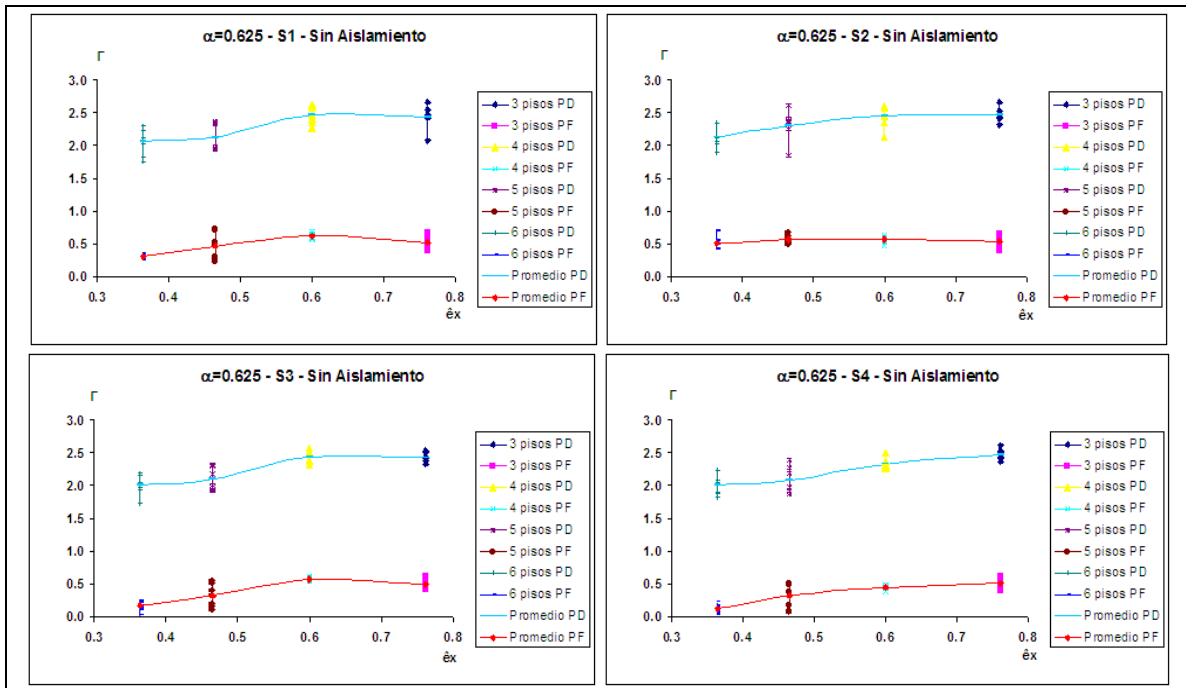 α=0.625 - S1 - Sin Aislamiento
Γ
3.0
2.5
2.0
1.5
1.0
0.5
0.0
0.3 0.4 0.5 0.6 0.7 0.8
êx
3 pisos PD
3 pisos PF
4 pisos PD
4 pisos PF
5 pisos PD
5 pisos PF
6 pisos PD
6 pisos PF
Promedio PD
Promedio PF
α=0.625 - S2 - Sin Aislamiento
Γ
3.0
2.5
2.0
1.5
1.0
0.5
0.0
0.3 0.4 0.5 0.6 0.7 0.8
êx
3 pisos PD
3 pisos PF
4 pisos PD
4 pisos PF
5 pisos PD
5 pisos PF
6 pisos PD
6 pisos PF
Promedio PD
Promedio PF
α=0.625 - S3 - Sin Aislamiento
Γ
3.0
2.5
2.0
1.5
1.0
0.5
0.0
0.3 0.4 0.5 0.6 0.7 0.8
êx
3 pisos PD
3 pisos PF
4 pisos PD
4 pisos PF
5 pisos PD
5 pisos PF
6 pisos PD
6 pisos PF
Promedio PD
Promedio PF
α=0.625 - S4 - Sin Aislamiento
Γ
3.0
2.5
2.0
1.5
1.0
0.5
0.0
0.3 0.4 0.5 0.6 0.7 0.8
êx
3 pisos PD
3 pisos PF
4 pisos PD
4 pisos PF
5 pisos PD
5 pisos PF
6 pisos PD
6 pisos PF
Promedio PD
Promedio PF